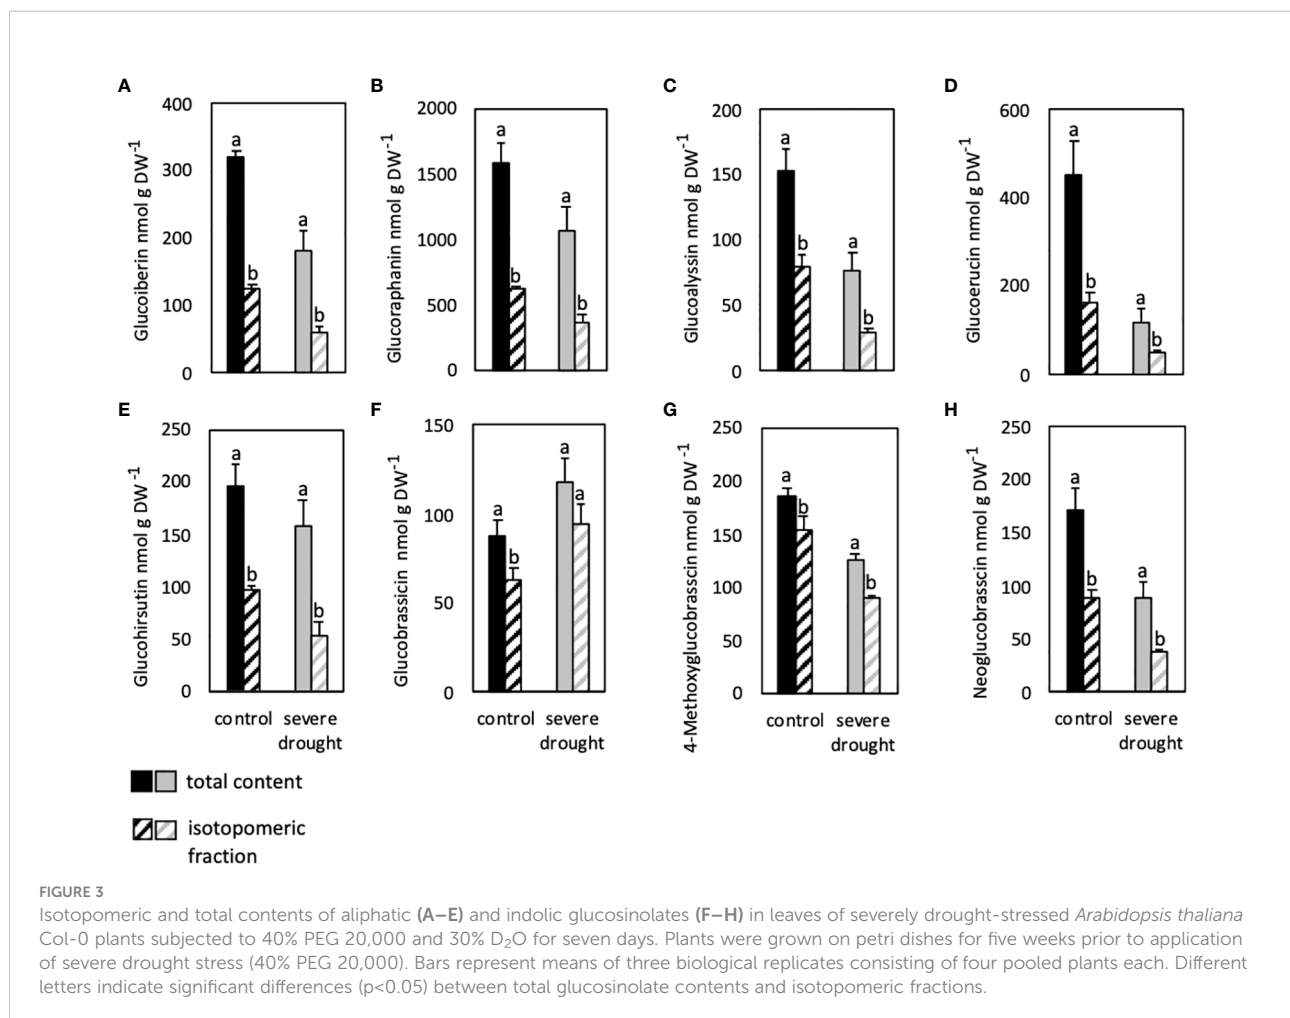 A
B
C
D
Glucoiberin nmol g DW-1
400
300
200
100
0
a
b
a
b
Glucoraphanin nmol g DW-1
2000
1500
1000
500
0
a
b
a
b
Glucoalyssin nmol g DW-1
200
150
100
50
0
a
b
a
b
Glucoerucin nmol g DW-1
600
400
200
0
a
b
a
b
E
F
G
H
Glucohirsutin nmol g DW-1
250
200
150
100
50
0
a
b
a
b
control severe
drought
Glucobrassicin nmol g DW-1
150
100
50
0
a
b
a
a
control severe
drought
4-Methoxyglucobrasscin nmol g DW-1
250
200
150
100
50
0
a
b
a
b
control severe
drought
Neoglucobrasscin nmol g DW-1
250
200
150
100
50
0
a
b
a
b
control severe
drought
total content
isotopomeric
fraction
FIGURE 3
Isotopomeric and total contents of aliphatic (A–E) and indolic glucosinolates (F–H) in leaves of severely drought-stressed Arabidopsis thaliana
Col-0 plants subjected to 40% PEG 20,000 and 30% D2O for seven days. Plants were grown on petri dishes for five weeks prior to application
of severe drought stress (40% PEG 20,000). Bars represent means of three biological replicates consisting of four pooled plants each. Different
letters indicate significant differences (p<0.05) between total glucosinolate contents and isotopomeric fractions.